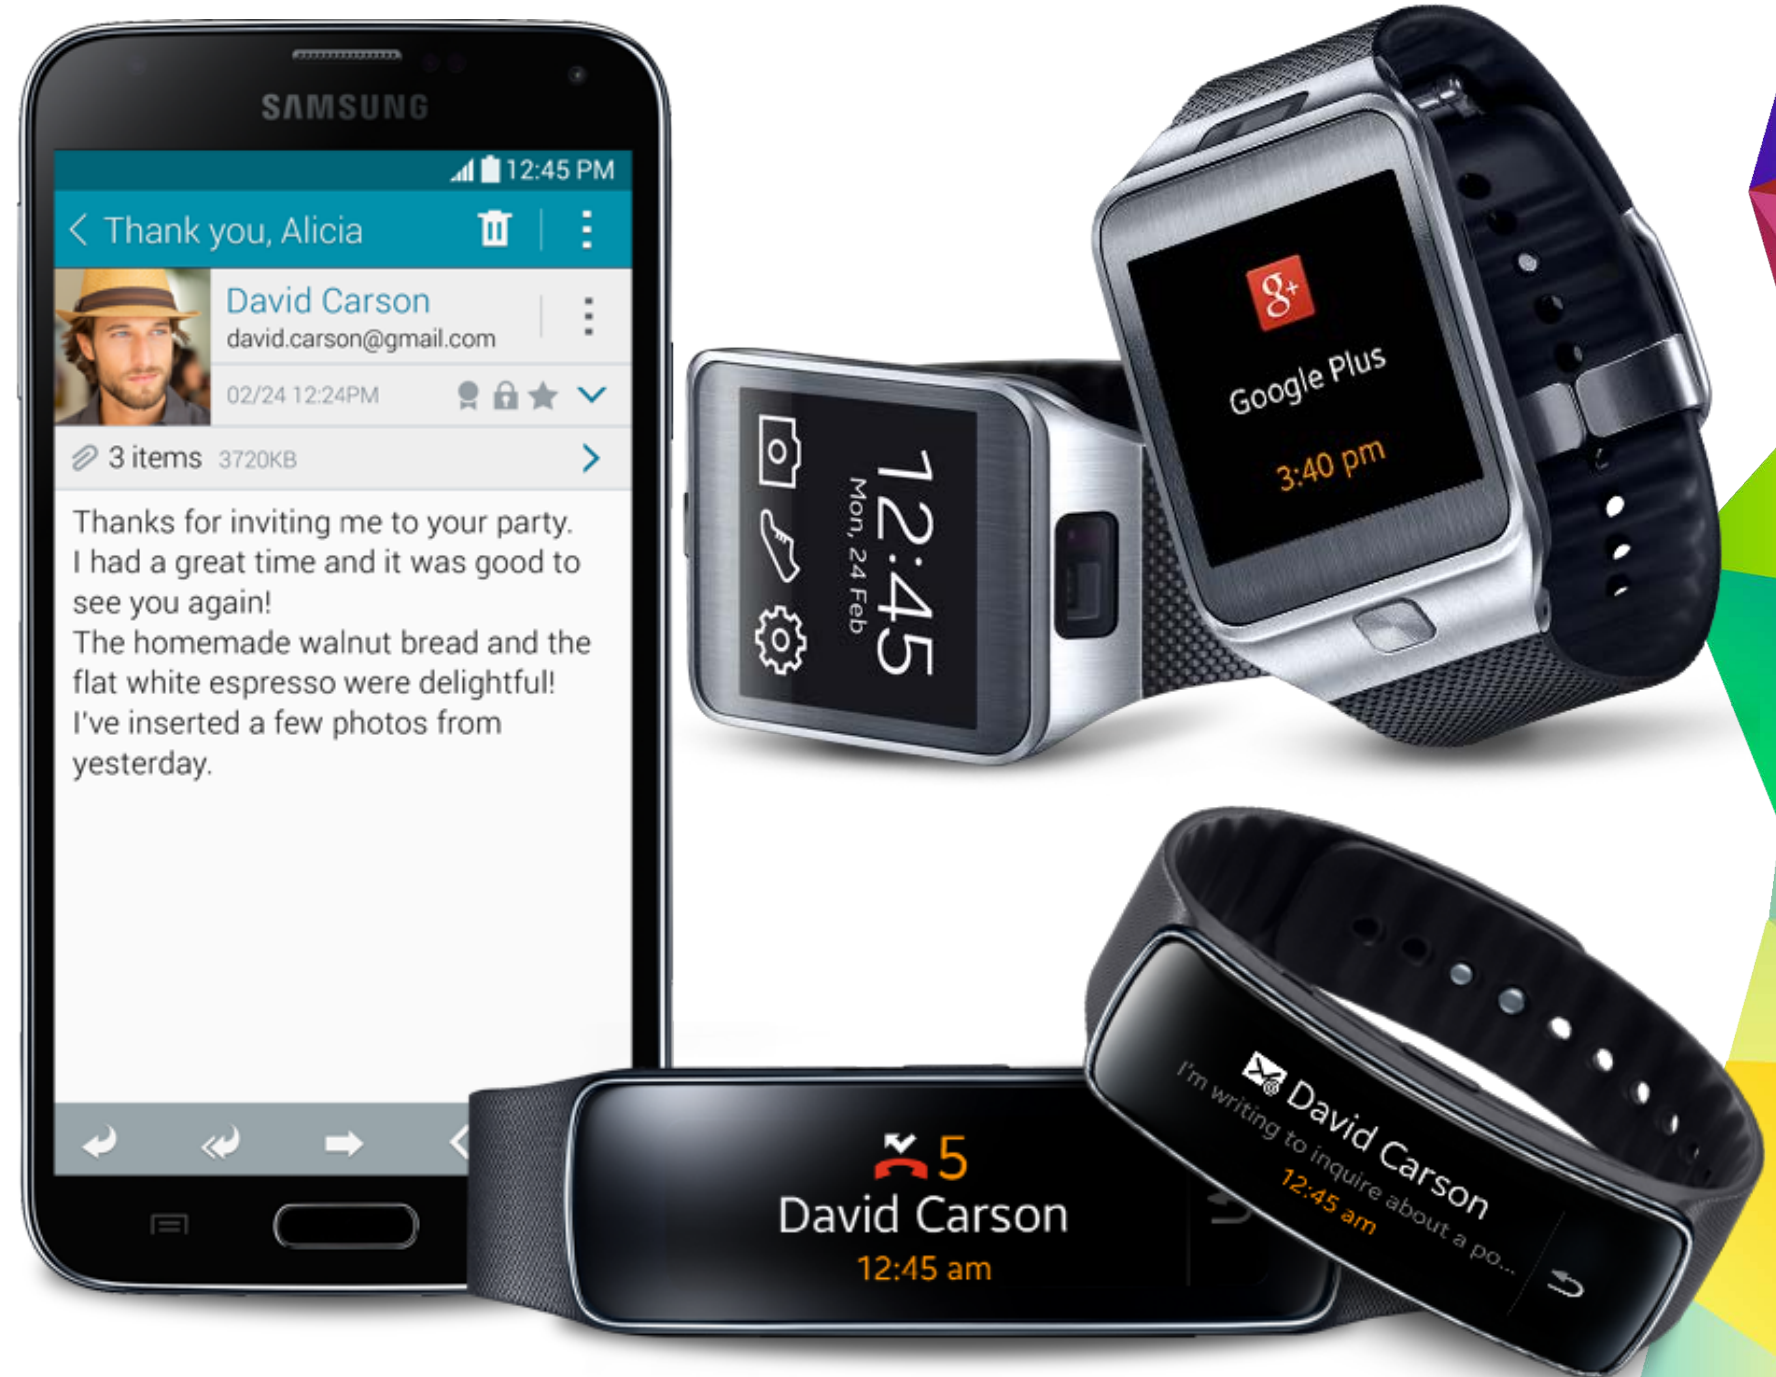 SAMSUNG
12:45 PM
Thank you, Alicia
David Carson
david.carson@gmail.com
02/24 12:24PM
3 items 3720KB
Thanks for inviting me to your party.
I had a great time and it was good to
see you again!
The homemade walnut bread and the
flat white espresso were delightful!
I've inserted a few photos from
yesterday.
12:45
Mon, 24 Feb
g+
Google Plus
3:40 pm
5
David Carson
12:45 am
David Carson
I'm writing to inquire about a po...
12:45 am